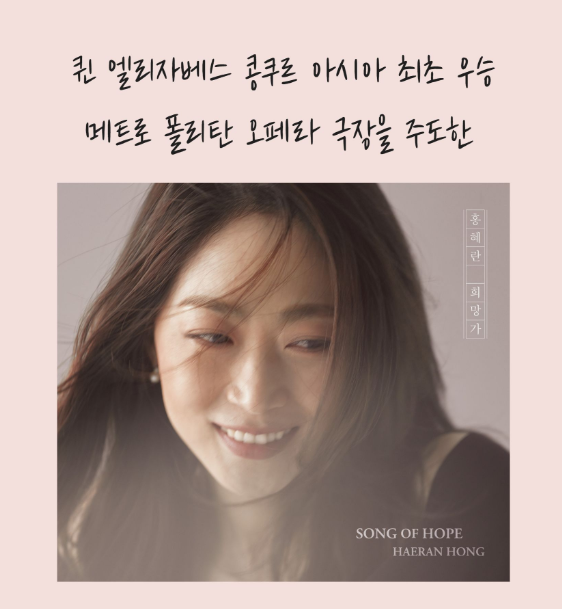 퀸 엘리자베스 콩쿠르 아시아 최초 우승
메트로 폴리탄 오페라 극장을 주도한
홍혜란 희망가
SONG OF HOPE
HAERAN HONG